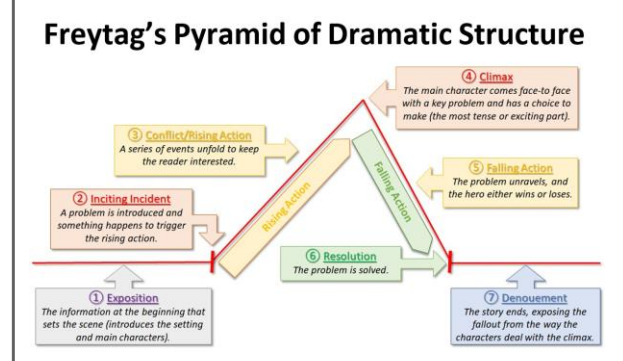 Freytag's Pyramid of Dramatic Structure
④ Climax
The main character comes face-to face
with a key problem and has a choice to
make (the most tense or exciting part).
③ Conflict/Rising Action
A series of events unfold to keep
the reader interested.
Rising Action
Falling Action
⑤ Falling Action
The problem unravels, and
the hero either wins or loses.
② Inciting Incident
A problem is introduced and
something happens to trigger
the rising action.
⑥ Resolution
The problem is solved.
① Exposition
The information at the beginning that
sets the scene (introduces the setting
and main characters).
⑦ Denouement
The story ends, exposing the
fallout from the way the
characters deal with the climax.